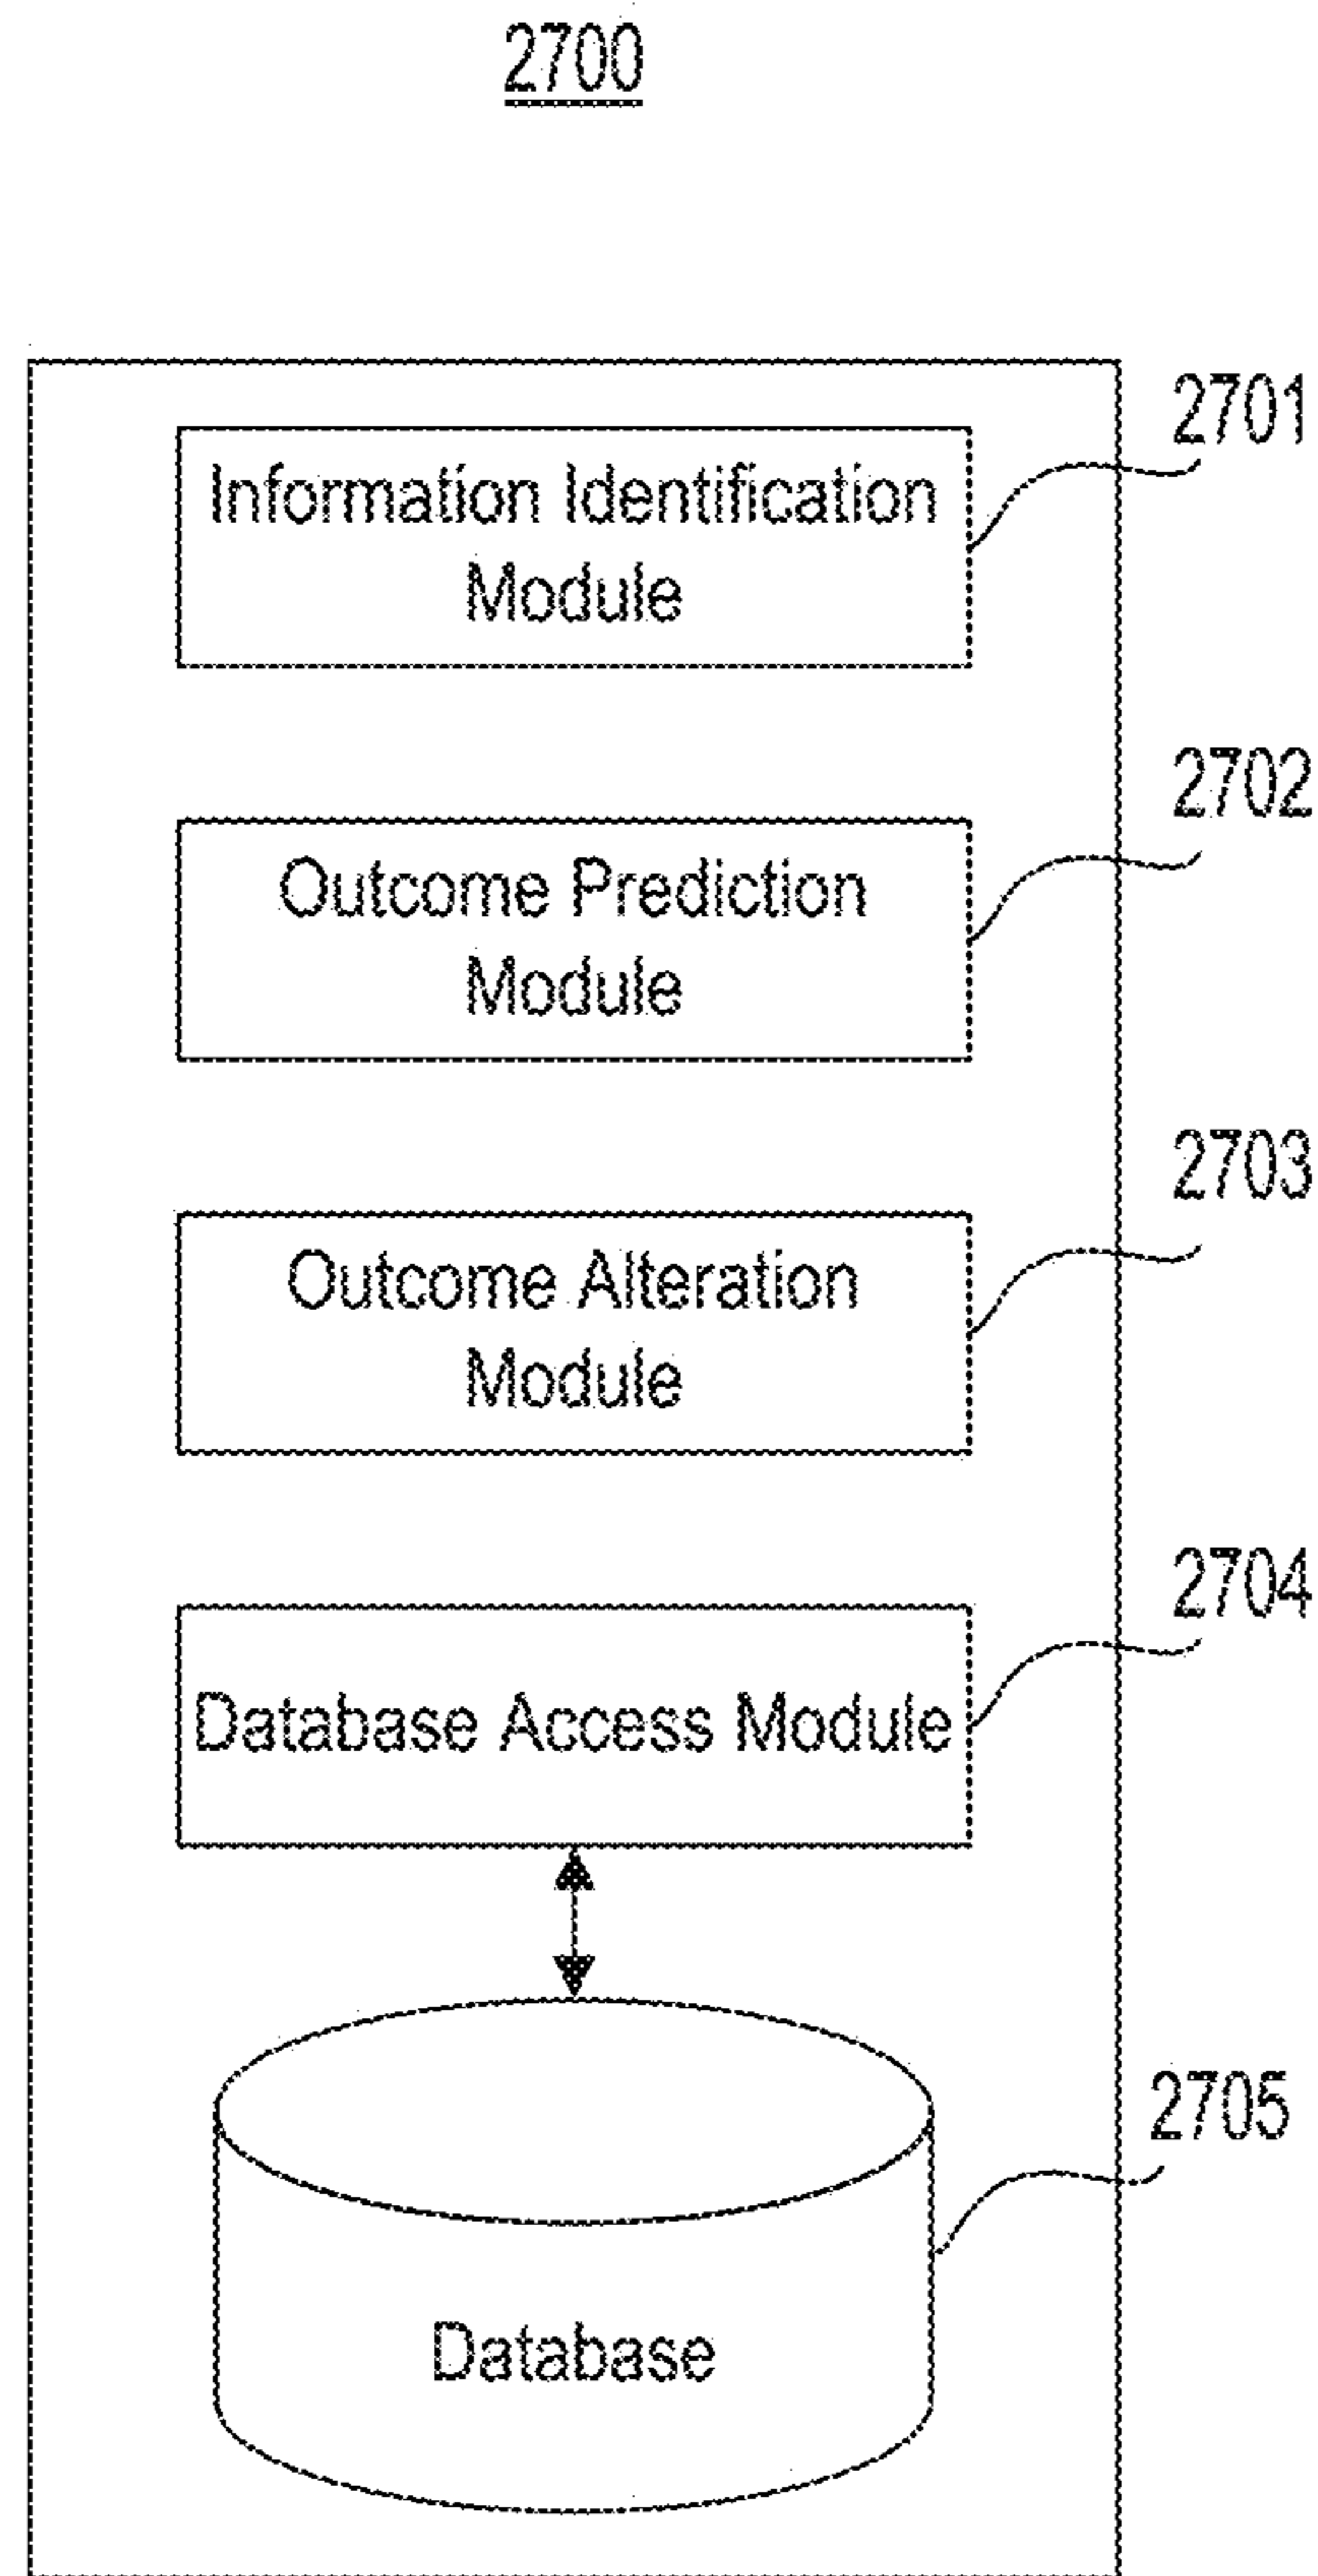 2700
2701
Information Identification
Module
2702
Outcome Prediction
Module
2703
Outcome Alteration
Module
2704
Database Access Module
2705
Database